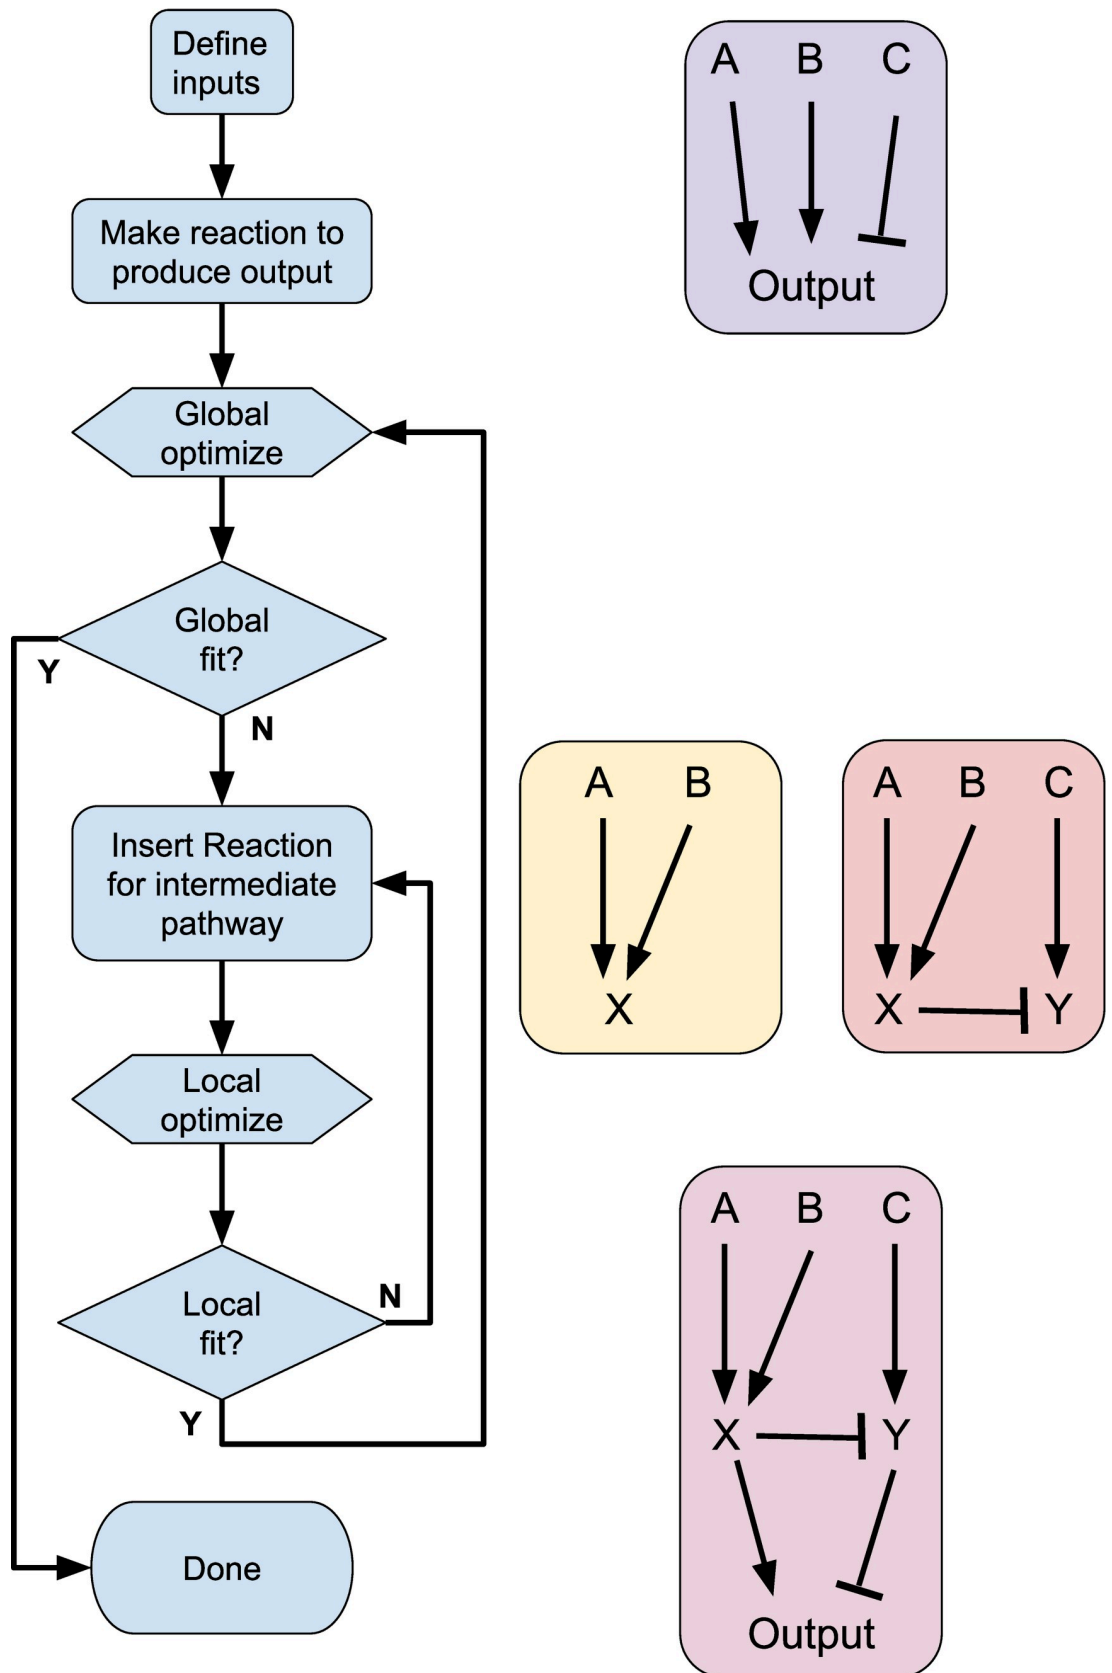 Define
inputs
Make reaction to
produce output
Global
optimize
Global
fit?
Y
N
Insert Reaction
for intermediate
pathway
Local
optimize
Local
fit?
N
Y
Done
A B C
Output
A B
X
A B C
X Y
A B C
X Y
Output